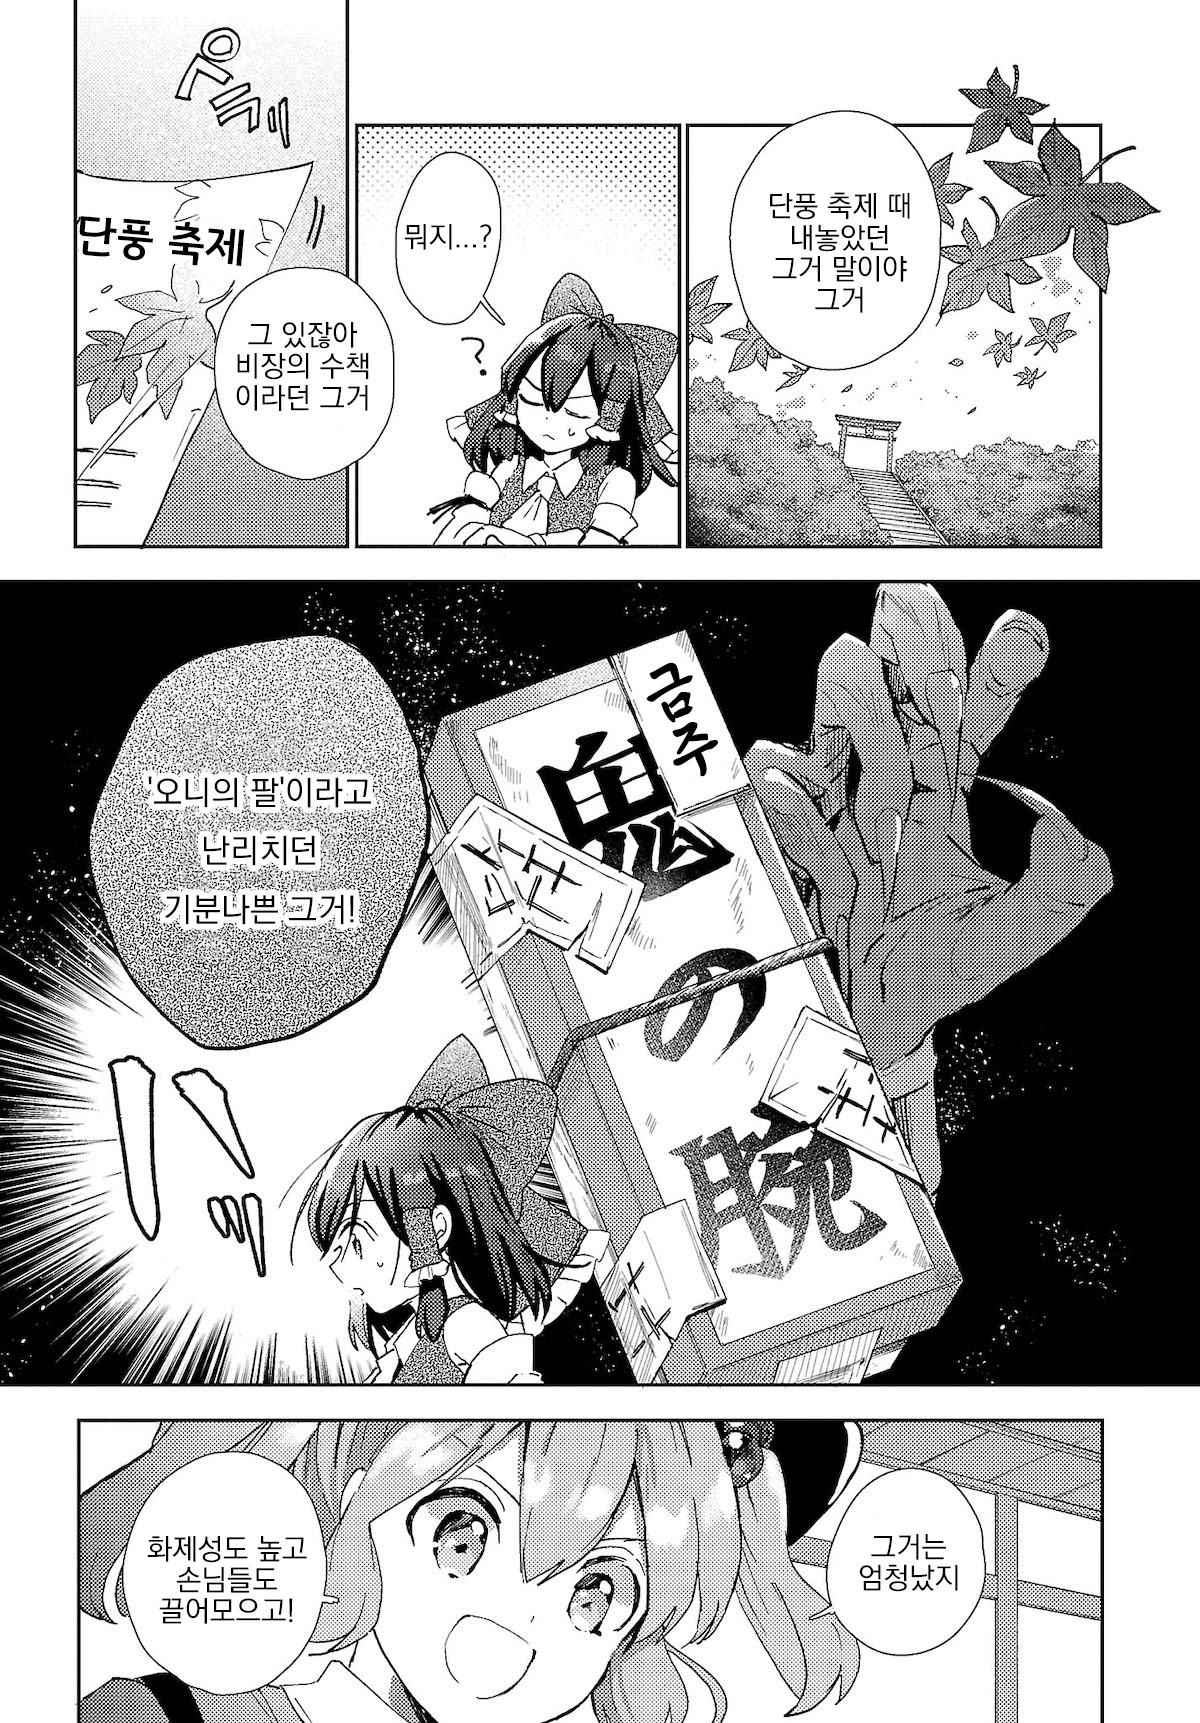 단풍 축제 때
내놓았던
그거 말이야
그거
뭐지...?
?
펄럭
단풍 축제
그 있잖아
비장의 수책
이라던 그거
금주
鬼の腕
'오니의 팔'이라고
난리치던
기분나쁜 그거!
그거는
엄청났지
화제성도 높고
손님들도
끌어모으고!